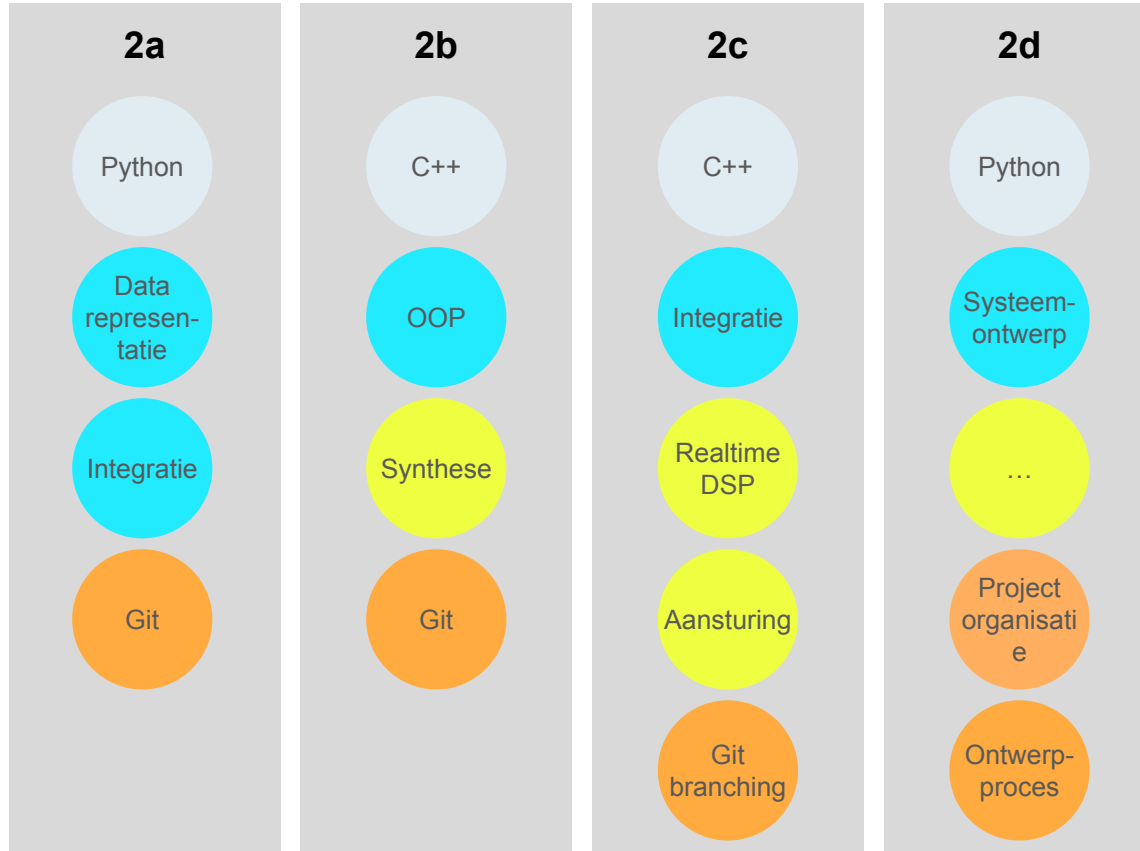 2a
Python
Data
represen-
tatie
Integratie
Git
2b
C++
OOP
Synthese
Git
2c
C++
Integratie
Realtime
DSP
Aansturing
Git
branching
2d
Python
Systeem-
ontwerp
…
Project
organisati
e
Ontwerp-
proces